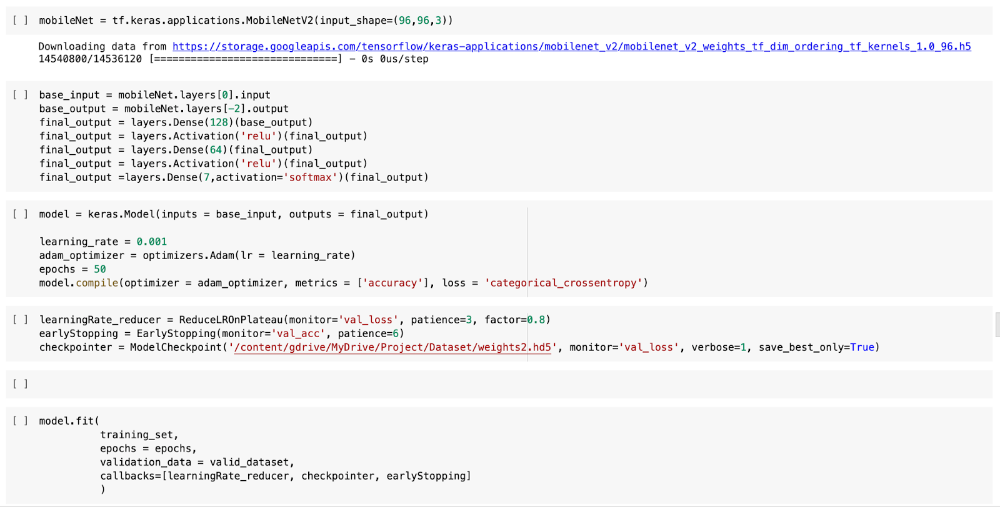 [ ] mobileNet = tf.keras.applications.MobileNetV2(input_shape=(96,96,3))
Downloading data from https://storage.googleapis.com/tensorflow/keras-applications/mobilenet_v2/mobilenet_v2_weights_tf_dim_ordering_tf_kernels_1.0_96.h5
14540800/14536120 [==============================] - 0s 0us/step
[ ] base_input = mobileNet.layers[0].input
base_output = mobileNet.layers[-2].output
final_output = layers.Dense(128)(base_output)
final_output = layers.Activation('relu')(final_output)
final_output = layers.Dense(64)(final_output)
final_output = layers.Activation('relu')(final_output)
final_output =layers.Dense(7,activation='softmax')(final_output)
[ ] model = keras.Model(inputs = base_input, outputs = final_output)
learning_rate = 0.001
adam_optimizer = optimizers.Adam(lr = learning_rate)
epochs = 50
model.compile(optimizer = adam_optimizer, metrics = ['accuracy'], loss = 'categorical_crossentropy')
[ ] learningRate_reducer = ReduceLROnPlateau(monitor='val_loss', patience=3, factor=0.8)
earlyStopping = EarlyStopping(monitor='val_acc', patience=6)
checkpointer = ModelCheckpoint('/content/gdrive/MyDrive/Project/Dataset/weights2.hd5', monitor='val_loss', verbose=1, save_best_only=True)
[ ]
[ ] model.fit(
training_set,
epochs = epochs,
validation_data = valid_dataset,
callbacks=[learningRate_reducer, checkpointer, earlyStopping]
)